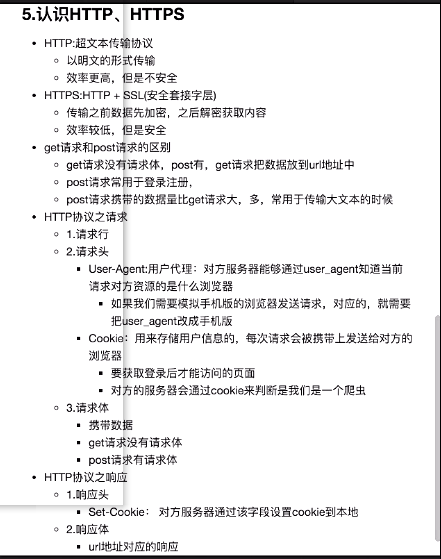 5.认识HTTP、HTTPS
HTTP:超文本传输协议
以明文的形式传输
效率更高，但是不安全
HTTPS:HTTP + SSL(安全套接字层)
传输之前数据先加密，之后解密获取内容
效率较低，但是安全
get请求和post请求的区别
get请求没有请求体，post有，get请求把数据放到url地址中
post请求常用于登录注册，
post请求携带的数据量比get请求大，多，常用于传输大文本的时候
HTTP协议之请求
1.请求行
2.请求头
User-Agent:用户代理：对方服务器能够通过user_agent知道当前
请求对方资源的是什么浏览器
如果我们需要模拟手机版的浏览器发送请求，对应的，就需要
把user_agent改成手机版
Cookie：用来存储用户信息的，每次请求会被携带上发送给对方的
浏览器
要获取登录后才能访问的页面
对方的服务器会通过cookie来判断是我们是一个爬虫
3.请求体
携带数据
get请求没有请求体
post请求有请求体
HTTP协议之响应
1.响应头
Set-Cookie： 对方服务器通过该字段设置cookie到本地
2.响应体
url地址对应的响应